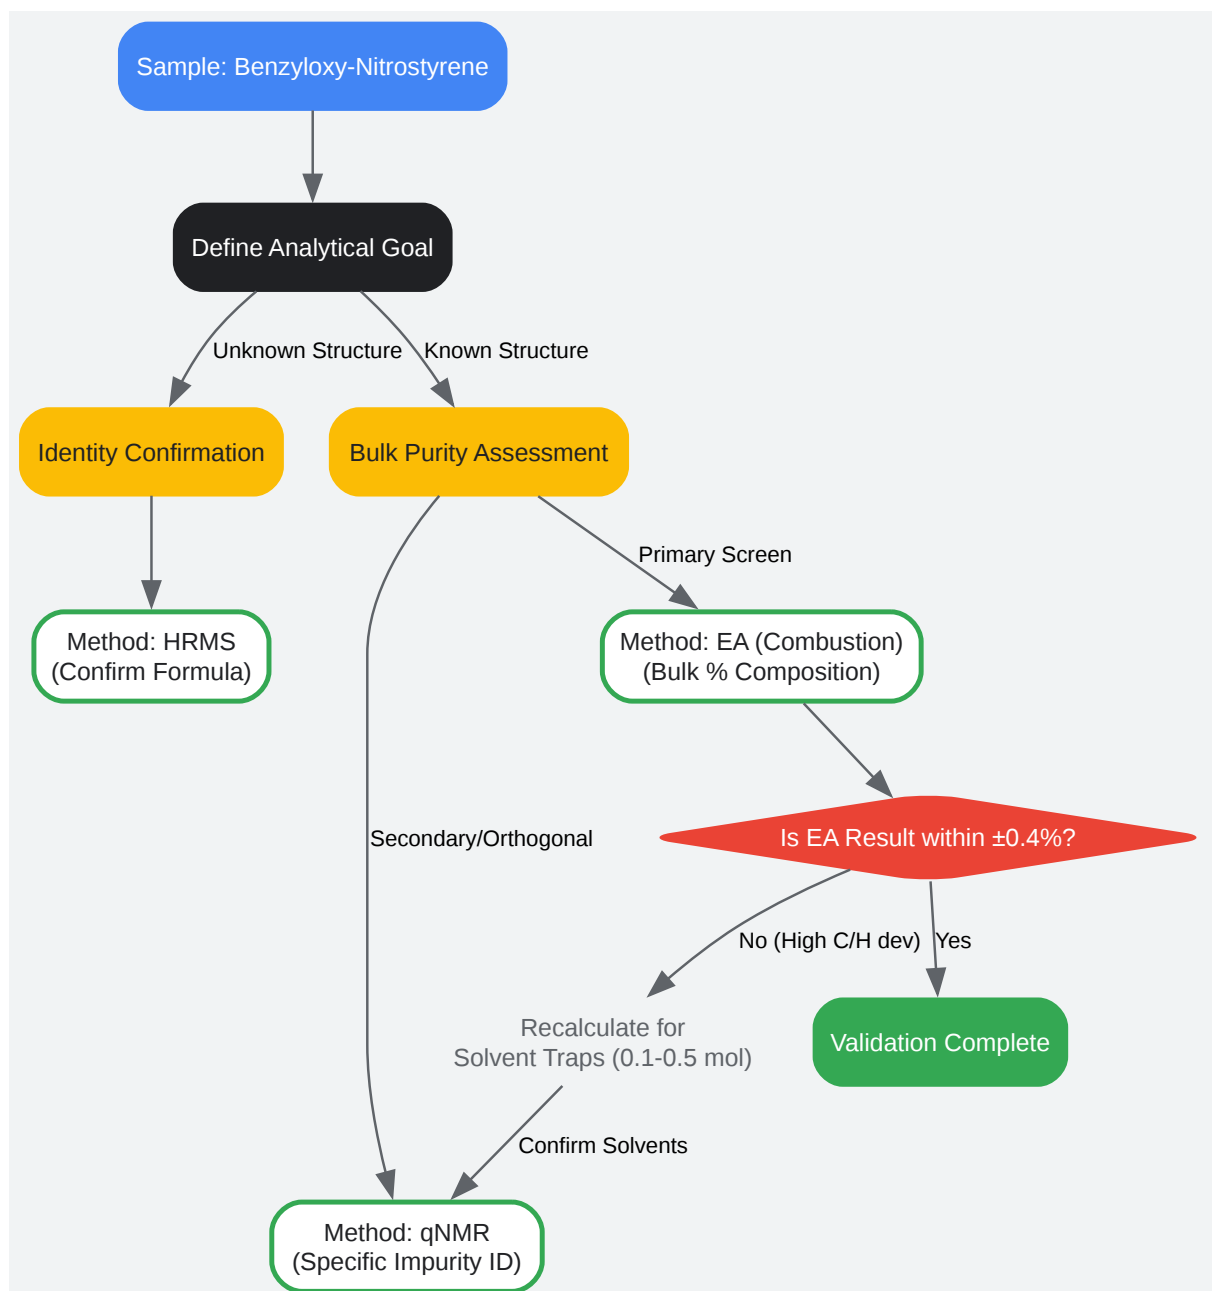 Sample: Benzyloxy-Nitrostyrene
Define Analytical Goal
Unknown Structure
Known Structure
Identity Confirmation
Bulk Purity Assessment
Primary Screen
Method: HRMS
(Confirm Formula)
Method: EA (Combustion)
(Bulk % Composition)
Secondary/Orthogonal
Is EA Result within ±0.4%?
No (High C/H dev)
Yes
Recalculate for
Solvent Traps (0.1-0.5 mol)
Validation Complete
Confirm Solvents
Method: qNMR
(Specific Impurity ID)